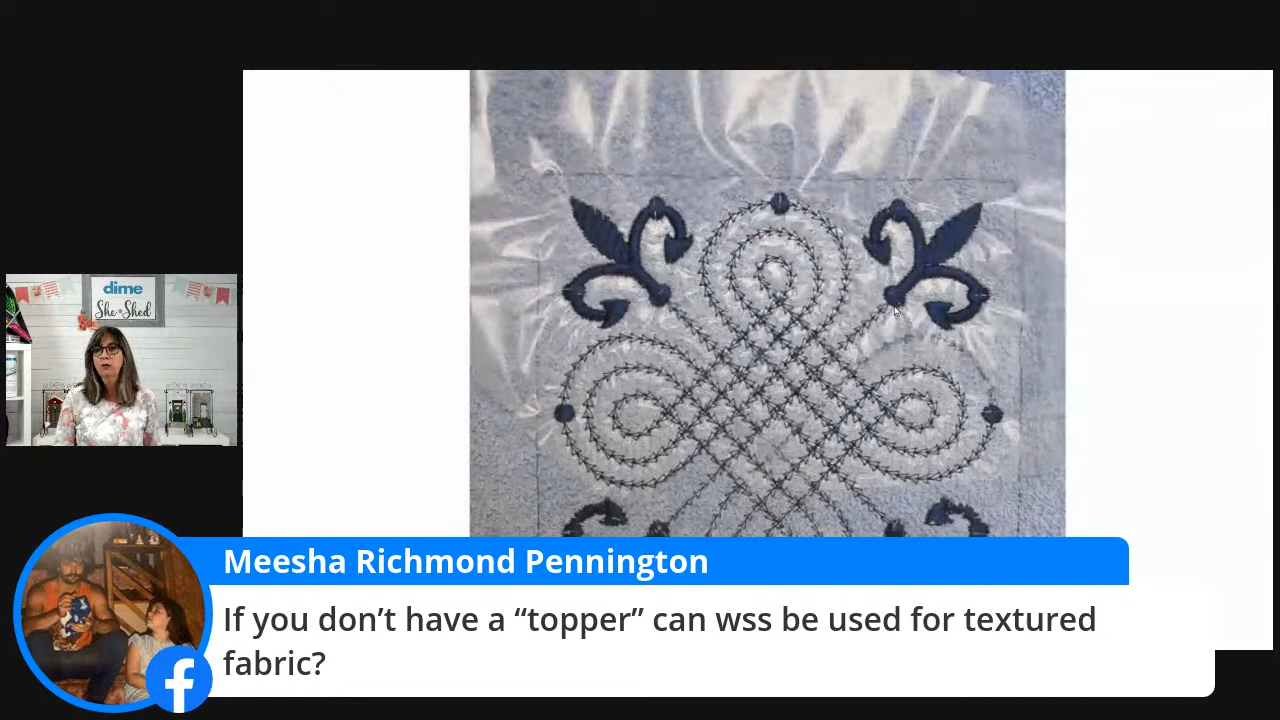 dime
She Shed
Meesha Richmond Pennington
If you don’t have a “topper” can wss be used for textured
fabric?